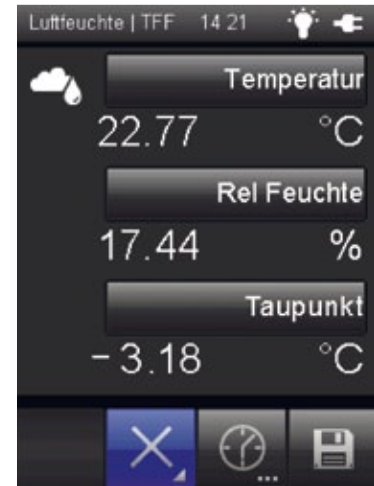 Luftfeuchte | TFF 14 21
Temperatur
22.77 °C
Rel Feuchte
17.44 %
Taupunkt
- 3.18 °C